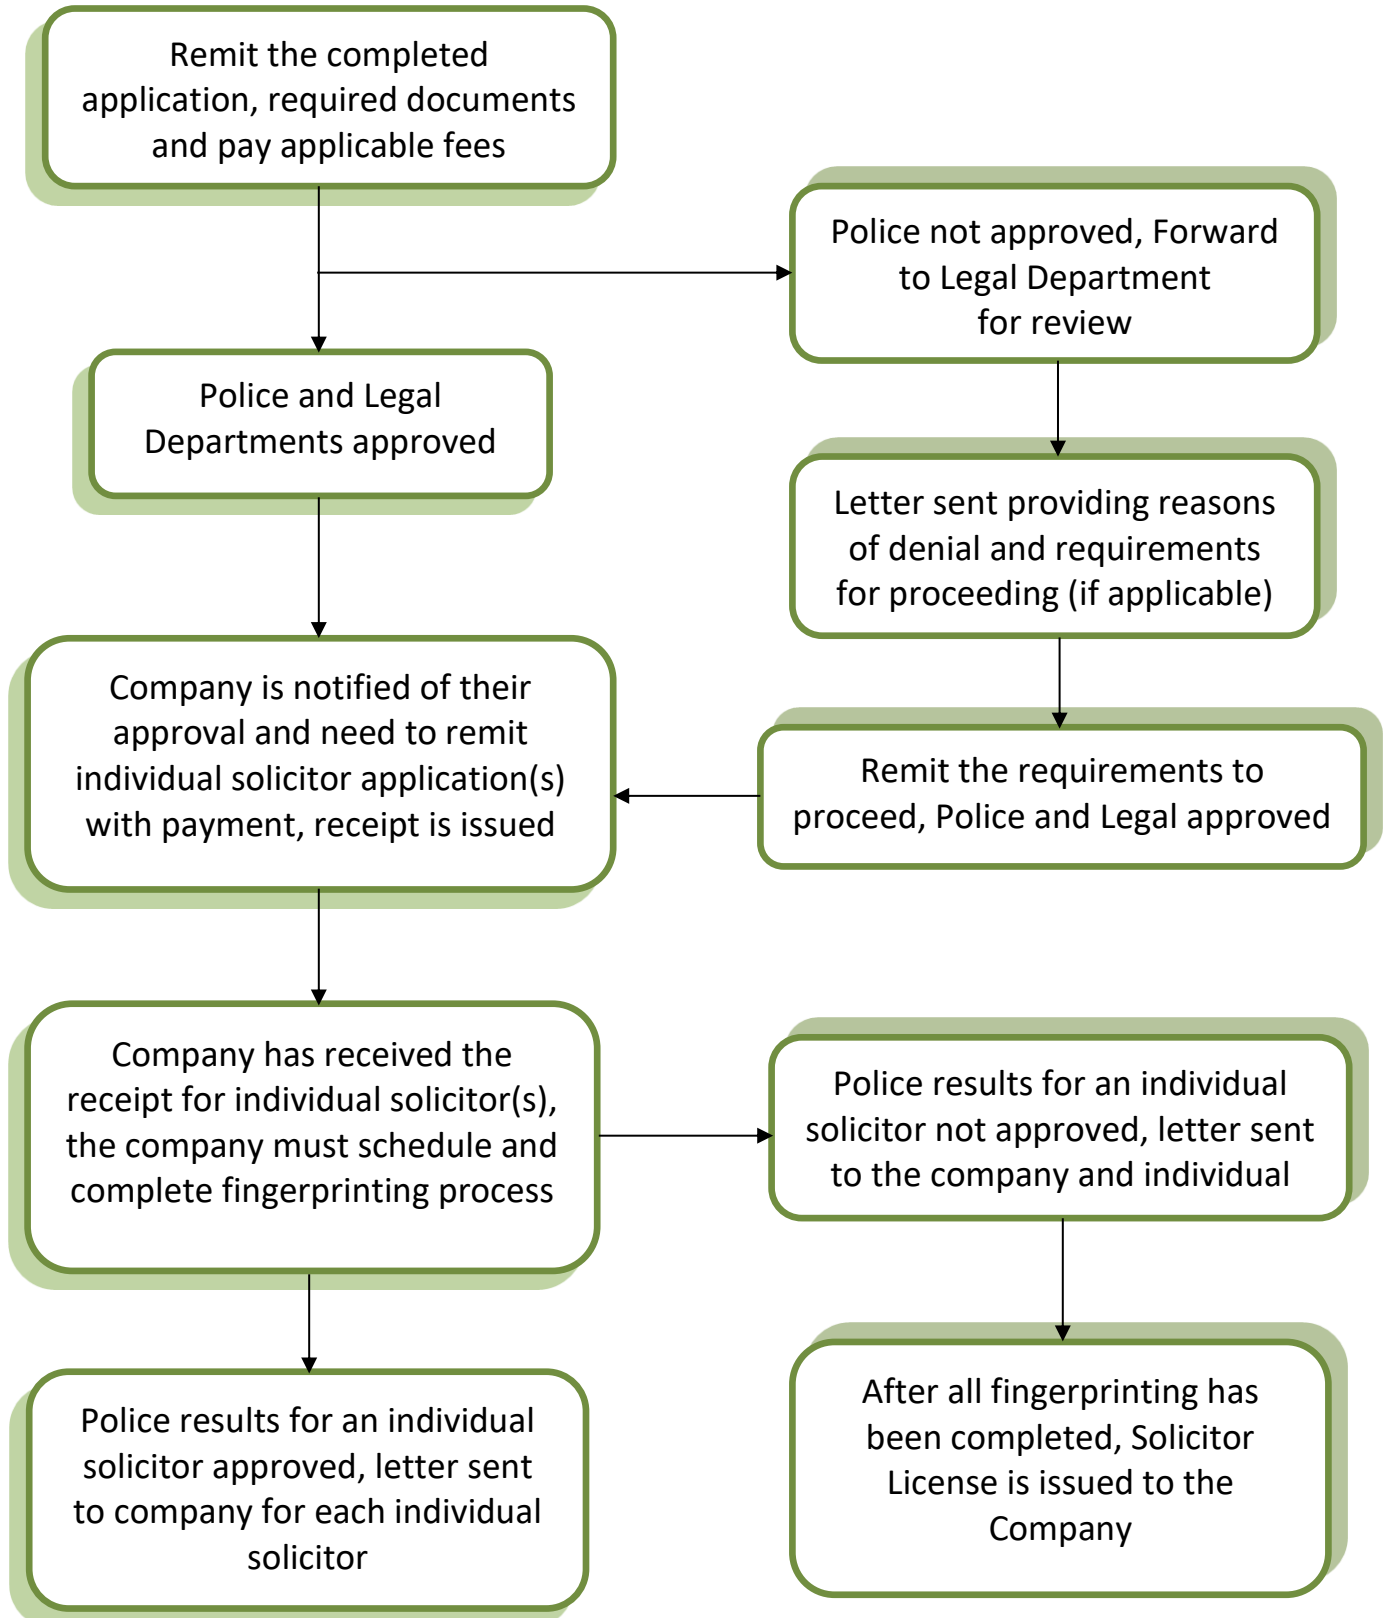 Remit the completed
application, required documents
and pay applicable fees
Police not approved, Forward
to Legal Department
for review
Police and Legal
Departments approved
Letter sent providing reasons
of denial and requirements
for proceeding (if applicable)
Company is notified of their
approval and need to remit
individual solicitor application(s)
with payment, receipt is issued
Remit the requirements to
proceed, Police and Legal approved
Company has received the
receipt for individual solicitor(s),
the company must schedule and
complete fingerprinting process
Police results for an individual
solicitor not approved, letter sent
to the company and individual
Police results for an individual
solicitor approved, letter sent
to company for each individual
solicitor
After all fingerprinting has
been completed, Solicitor
License is issued to the
Company